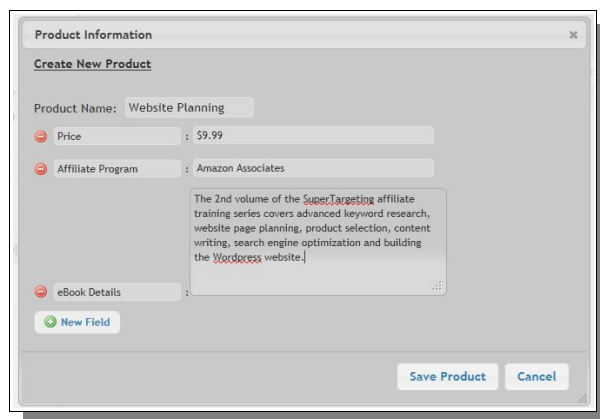 Product Information
Create New Product
Product Name: Website Planning
Price : $9.99
Affiliate Program : Amazon Associates
The 2nd volume of the SuperTargeting affiliate
training series covers advanced keyword research,
website page planning, product selection, content
writing, search engine optimization and building
the Wordpress website.
eBook Details :
New Field
Save Product Cancel